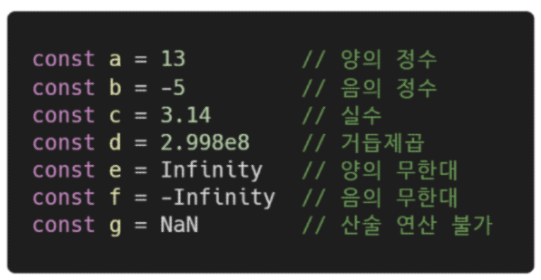 const a = 13 // 양의 정수
const b = -5 // 음의 정수
const c = 3.14 // 실수
const d = 2.998e8 // 거듭제곱
const e = Infinity // 양의 무한대
const f = -Infinity // 음의 무한대
const g = NaN // 산술 연산 불가